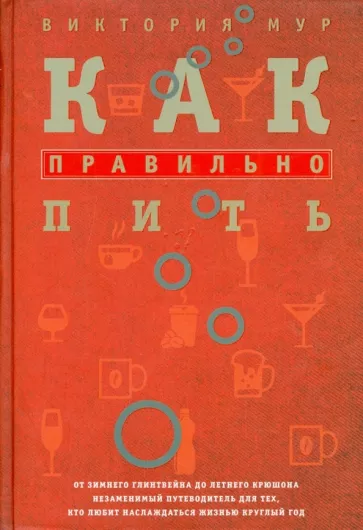 ВИКТОРИЯ МУР
КАК
ПРАВИЛЬНО
ПИТЬ
ОТ ЗИМНЕГО ГЛИНТВЕЙНА ДО ЛЕТНЕГО КРЮШОНА
НЕЗАМЕНИМЫЙ ПУТЕВОДИТЕЛЬ ДЛЯ ТЕХ,
КТО ЛЮБИТ НАСЛАЖДАТЬСЯ ЖИЗНЬЮ КРУГЛЫЙ ГОД